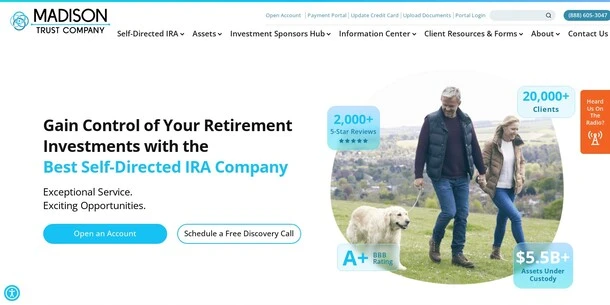 MADISON
TRUST COMPANY
Open Account | Payment Portal | Update Credit Card | Upload Documents | Portal Login
(888) 605-3047
Self-Directed IRA
Assets
Investment Sponsors Hub
Information Center
Client Resources & Forms
About
Contact Us
Gain Control of Your Retirement
Investments with the
Best Self-Directed IRA Company
Exceptional Service.
Exciting Opportunities.
Open an Account
Schedule a Free Discovery Call
2,000+
5-Star Reviews
20,000+
Clients
A+
BBB
Rating
$5.5B+
Assets Under
Custody
Heard
Us On
The
Radio?